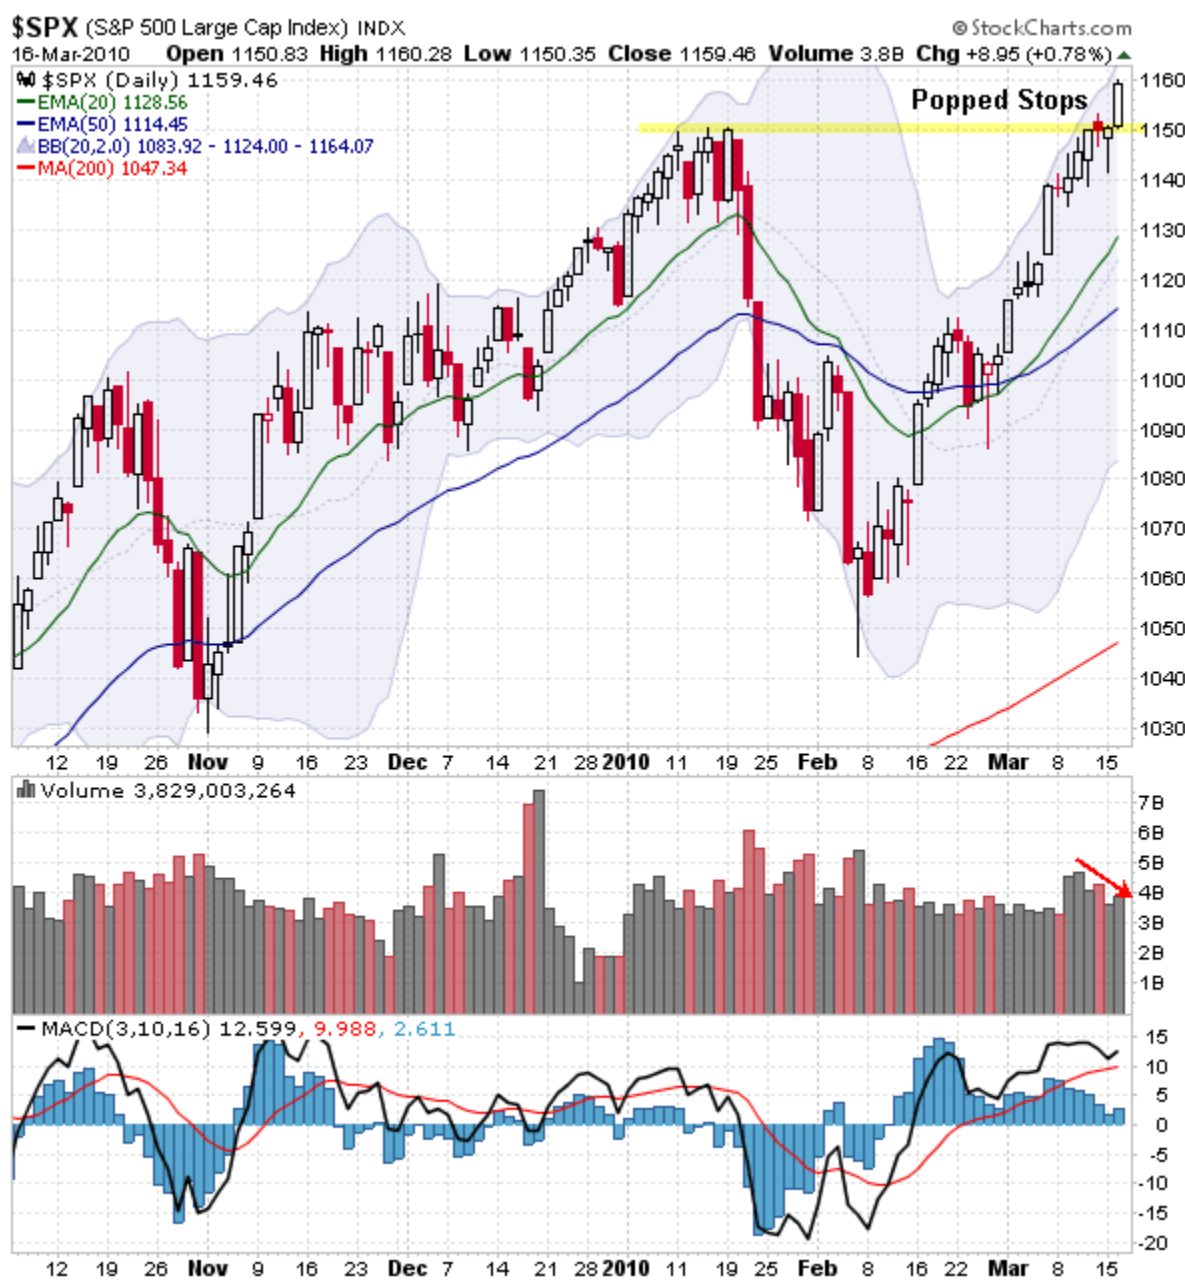 $SPX (S&P 500 Large Cap Index) INDX © StockCharts.com
16-Mar-2010 Open 1150.83 High 1160.28 Low 1150.35 Close 1159.46 Volume 3.8B Chg +8.95 (+0.78%)
$SPX (Daily) 1159.46
EMA(20) 1128.56
EMA(50) 1114.45
BB(20,2.0) 1083.92 - 1124.00 - 1164.07
MA(200) 1047.34
Popped Stops
1160
1150
1140
1130
1120
1110
1100
1090
1080
1070
1060
1050
1040
1030
12 19 26 Nov 9 16 23 Dec 7 14 21 28 2010 11 19 25 Feb 8 16 22 Mar 8 15
Volume 3,829,003,264
7B
6B
5B
4B
3B
2B
1B
MACD(3,10,16) 12.599, 9.988, 2.611
15
10
5
0
-5
-10
-15
-20
12 19 26 Nov 9 16 23 Dec 7 14 21 28 2010 11 19 25 Feb 8 16 22 Mar 8 15